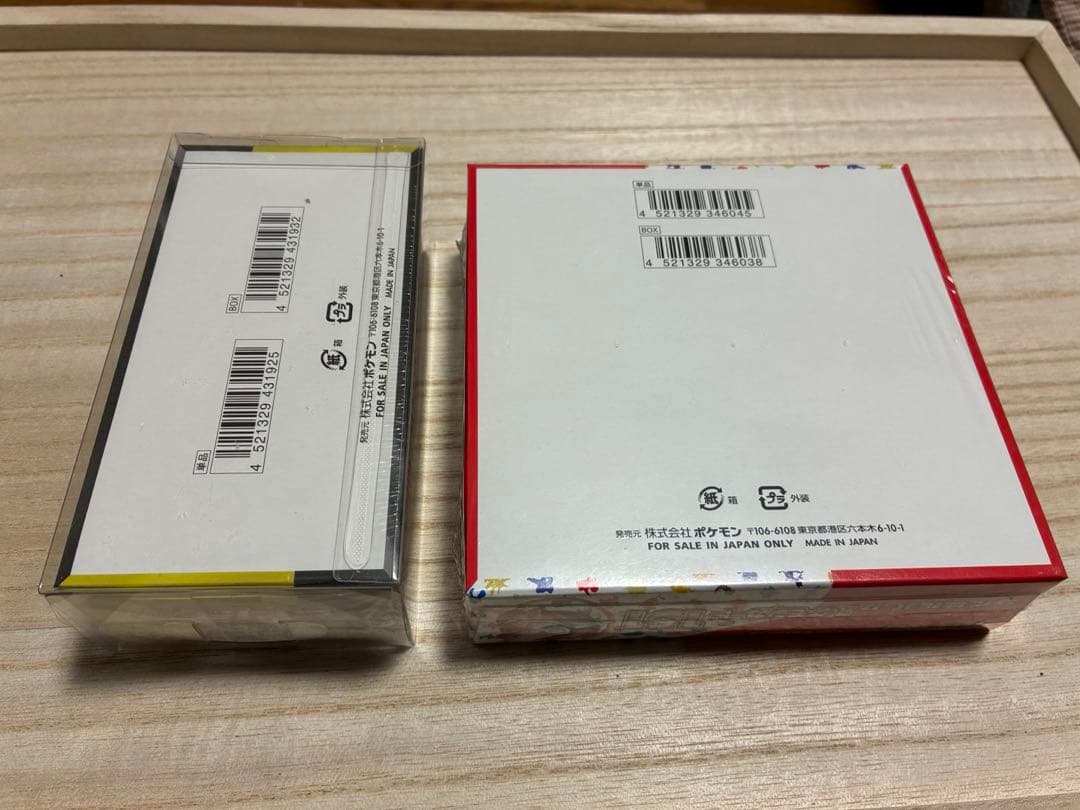 BOX
4 521329 431932
単品
4 521329 431925
紙 箱
プラ 外装
発売元 株式会社ポケモン 〒106-6108 東京都港区六本木6-10-1
FOR SALE IN JAPAN ONLY MADE IN JAPAN
単品
4 521329 346045
BOX
4 521329 346038
紙 箱 プラ 外装
発売元 株式会社ポケモン 〒106-6108 東京都港区六本木6-10-1
FOR SALE IN JAPAN ONLY MADE IN JAPAN